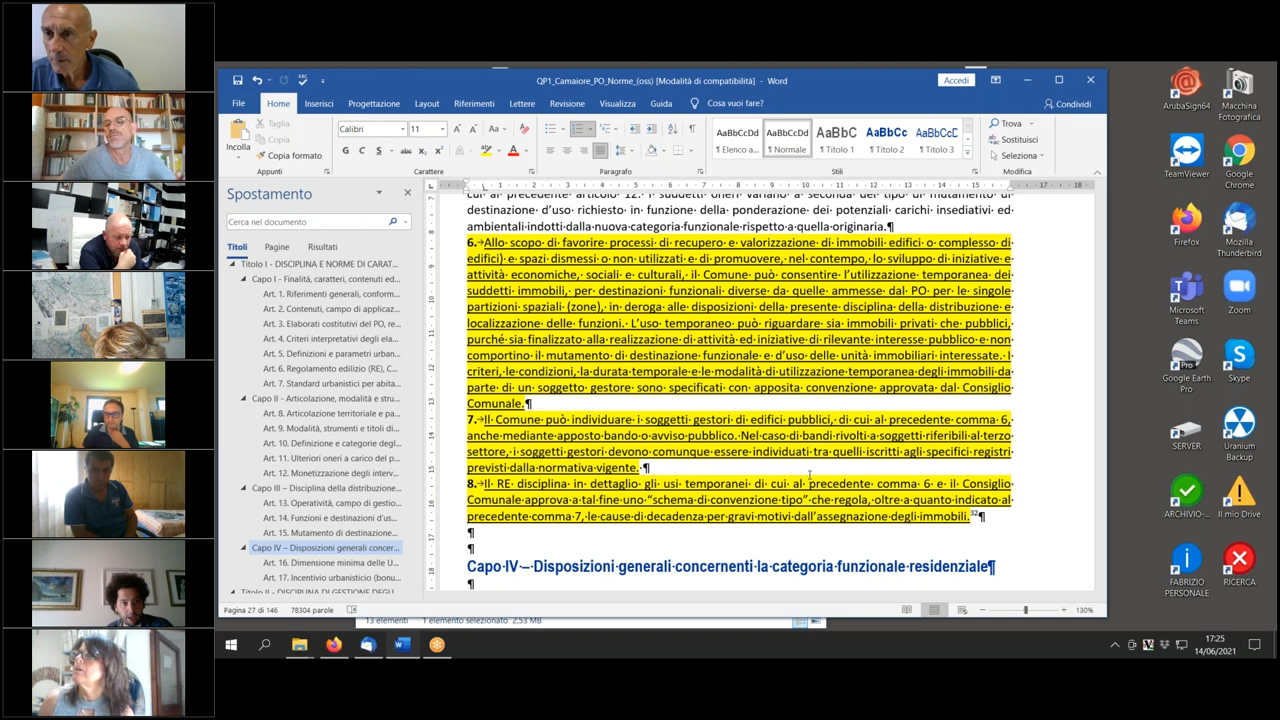 QP1_Camaiore_PO_Norme_(oss) [Modalità di compatibilità] - Word
Accedi
File Home Inserisci Progettazione Layout Riferimenti Lettere Revisione Visualizza Guida Cosa vuoi fare? Condividi
Incolla
Taglia
Copia
Copia formato
Calibri 11
AaBbCcDd AaBbCcDd AaBbC AaBbCc AaBbCcD
¶ Elenco a... ¶ Normale ¶ Titolo 1 ¶ Titolo 2 ¶ Titolo 3
Trova
Sostituisci
Seleziona
Carattere Paragrafo Stili Modifica
Spostamento
Cerca nel documento
Titoli Pagine Risultati
Titolo I - DISCIPLINA E NORME DI CARAT...
Capo I - Finalità, caratteri, contenuti ed...
Art. 1. Riferimenti generali, conform...
Art. 2. Contenuti, campo di applicaz...
Art. 3. Elaborati costitutivi del PO, re...
Art. 4. Criteri interpretativi degli ela...
Art. 5. Definizioni e parametri urban...
Art. 6. Regolamento edilizio (RE), C...
Art. 7. Standard urbanistici per abita...
Capo II - Articolazione, modalità e stru...
Art. 8. Articolazione territoriale e pa...
Art. 9. Modalità, strumenti e titoli di...
Art. 10. Definizione e categorie degl...
Art. 11. Ulteriori oneri a carico del p...
Art. 12. Monetizzazione degli interv...
Capo III – Disciplina della distribuzione...
Art. 13. Operatività, campo di gestio...
Art. 14. Funzioni e destinazioni d'us...
Art. 15. Mutamento di destinazione...
Capo IV – Disposizioni generali concer...
Art. 16. Dimensione minima delle U...
Art. 17. Incentivo urbanistico (bonu...
Titolo II - DISCIPLINA DI GESTIONE DEGL...
cui al precedente articolo 12. I suddetti oneri variano a seconda del tipo di mutamento di
destinazione d'uso richiesto in funzione della ponderazione dei potenziali carichi insediativi ed
ambientali indotti dalla nuova categoria funzionale rispetto a quella originaria.¶
6.→Allo scopo di favorire processi di recupero e valorizzazione di immobili edifici o complesso di
edifici) e spazi dismessi o non utilizzati e di promuovere, nel contempo, lo sviluppo di iniziative e
attività economiche, sociali e culturali, il Comune può consentire l'utilizzazione temporanea dei
suddetti immobili, per destinazioni funzionali diverse da quelle ammesse dal PO per le singole
partizioni spaziali (zone), in deroga alle disposizioni della presente disciplina della distribuzione e
localizzazione delle funzioni. L'uso temporaneo può riguardare sia immobili privati che pubblici,
purché sia finalizzato alla realizzazione di attività ed iniziative di rilevante interesse pubblico e non
comportino il mutamento di destinazione funzionale e d'uso delle unità immobiliari interessate. I
criteri, le condizioni, la durata temporale e le modalità di utilizzazione temporanea degli immobili da
parte di un soggetto gestore sono specificati con apposita convenzione approvata dal Consiglio
Comunale.¶
7.→Il Comune può individuare i soggetti gestori di edifici pubblici, di cui al precedente comma 6,
anche mediante apposto bando o avviso pubblico. Nel caso di bandi rivolti a soggetti riferibili al terzo
settore, i soggetti gestori devono comunque essere individuati tra quelli iscritti agli specifici registri
previsti dalla normativa vigente. ¶
8.→Il RE disciplina in dettaglio gli usi temporanei di cui al precedente comma 6 e il Consiglio
Comunale approva a tal fine uno “schema di convenzione tipo” che regola, oltre a quanto indicato al
precedente comma 7, le cause di decadenza per gravi motivi dall'assegnazione degli immobili.32¶
¶
¶
Capo IV – Disposizioni generali concernenti la categoria funzionale residenziale¶
¶
Pagina 27 di 146 78304 parole 130%
13 elementi 1 elemento selezionato 2,53 MB
17:25
14/06/2021
ArubaSign64
Macchina Fotografica
TeamViewer
Google Chrome
Firefox
Mozilla Thunderbird
Microsoft Teams
Zoom
Google Earth Pro
Skype
SERVER
Uranium Backup
ARCHIVIO-...
Il mio Drive
FABRIZIO PERSONALE
RICERCA